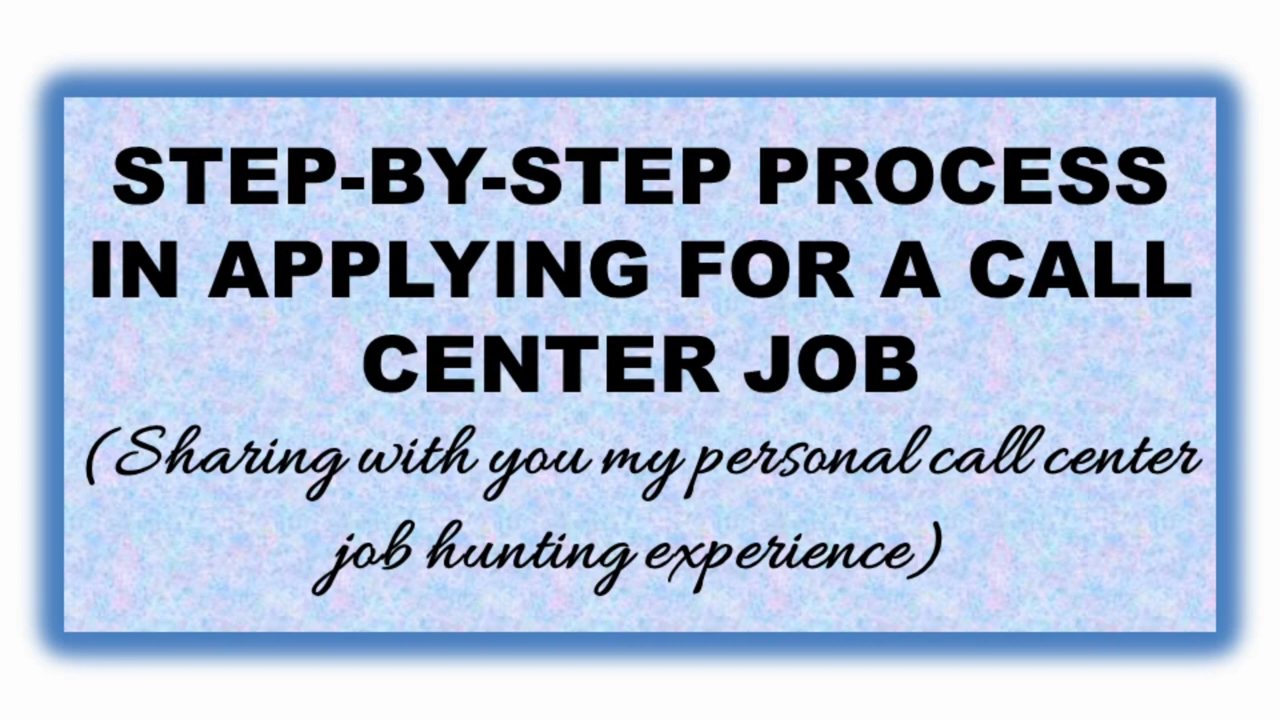 STEP-BY-STEP PROCESS
IN APPLYING FOR A CALL
CENTER JOB
(Sharing with you my personal call center
job hunting experience)